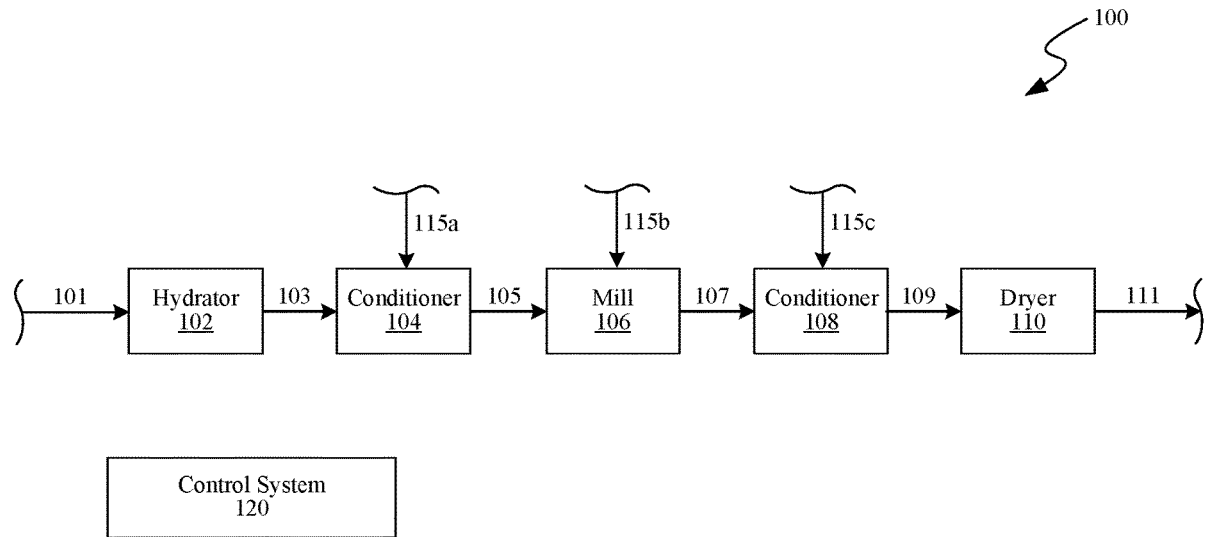 100
115a
115b
115c
101
Hydrator
102
103
Conditioner
104
105
Mill
106
107
Conditioner
108
109
Dryer
110
111
Control System
120